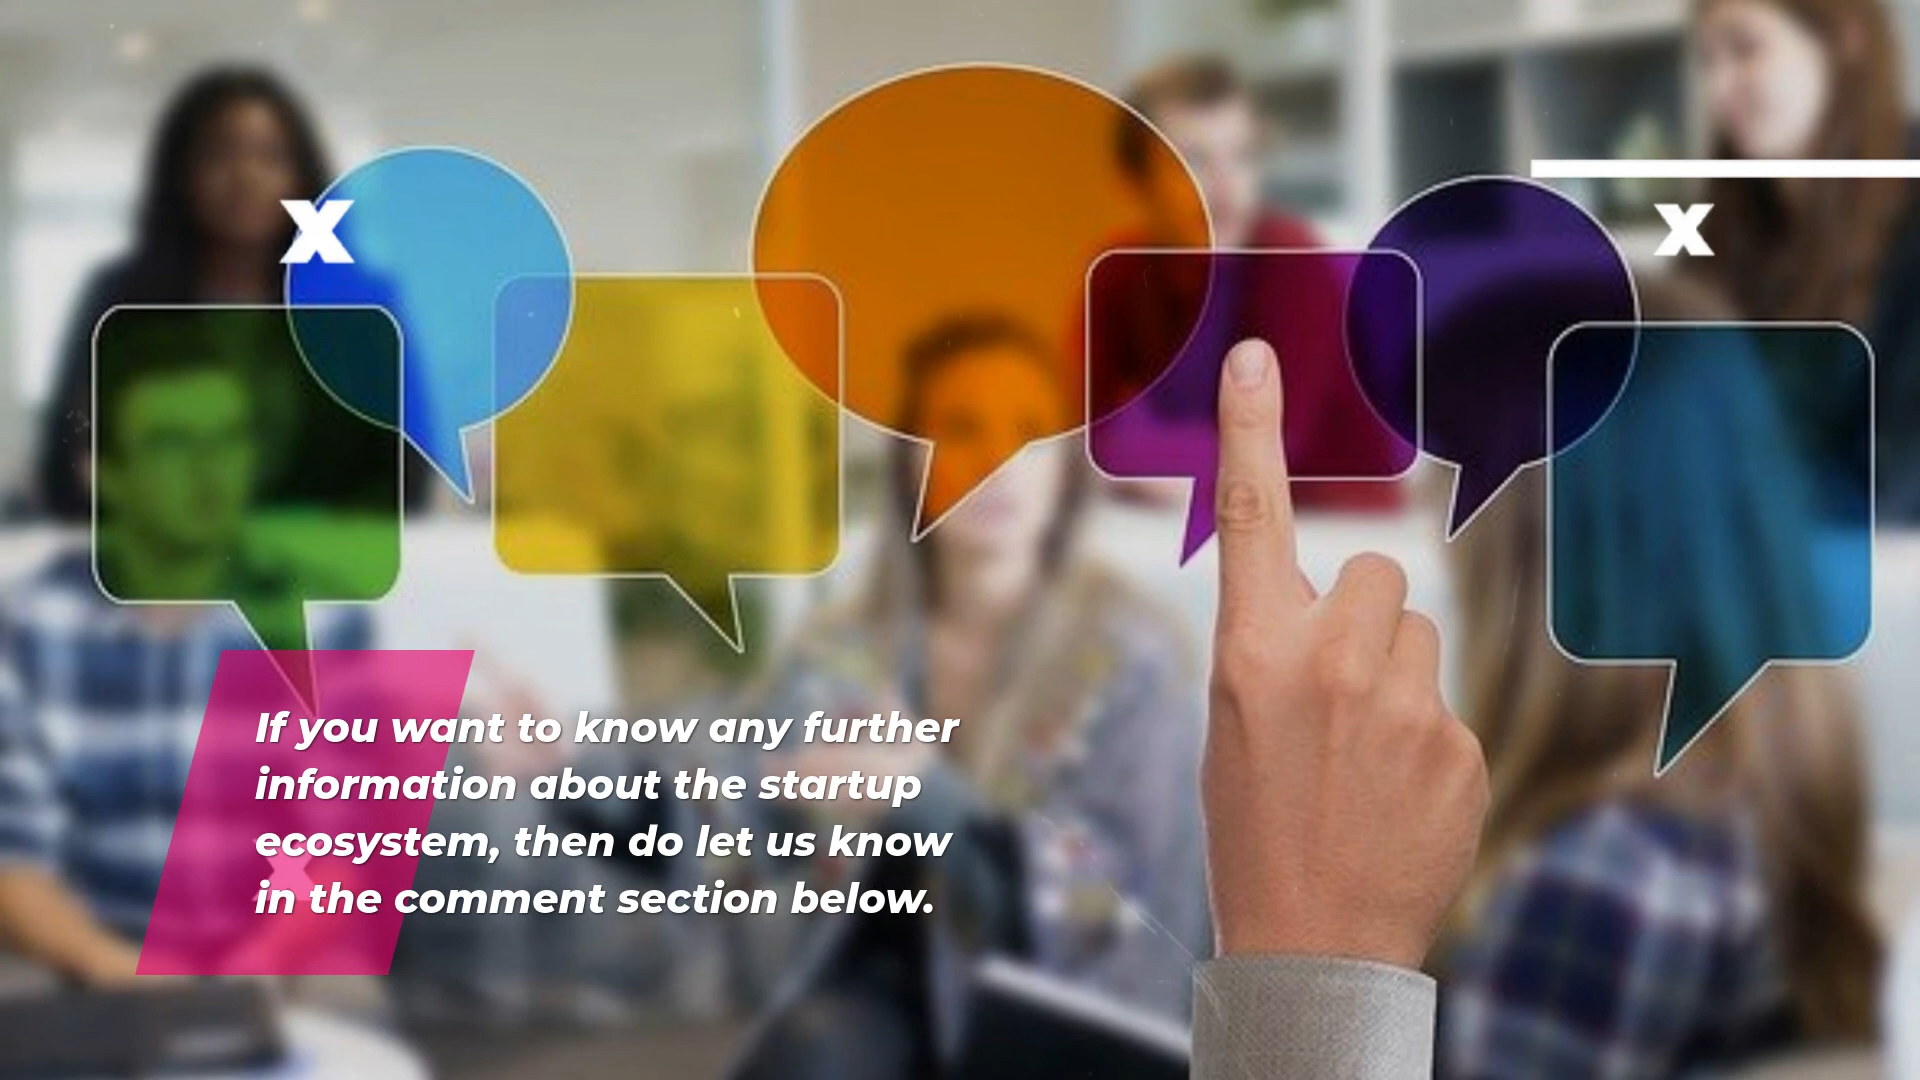 X
X
If you want to know any further
information about the startup
ecosystem, then do let us know
in the comment section below.